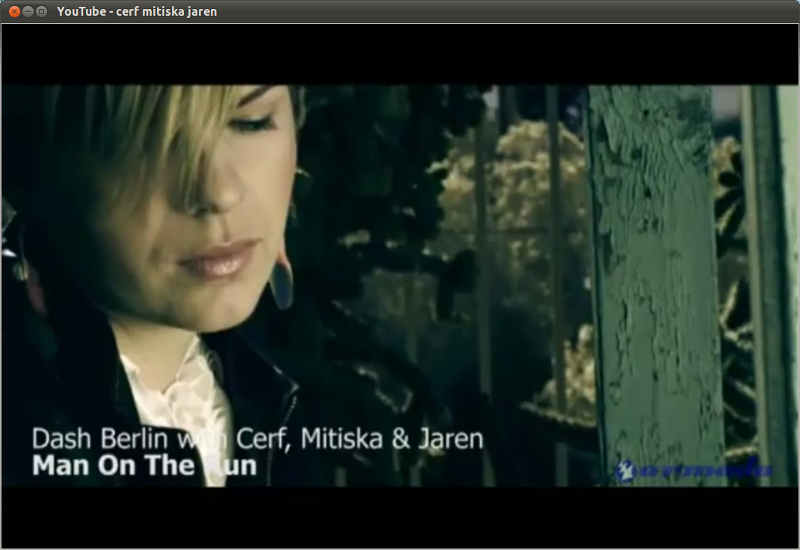 YouTube - cerf mitiska jaren
Dash Berlin with Cerf, Mitiska & Jaren
Man On The Run